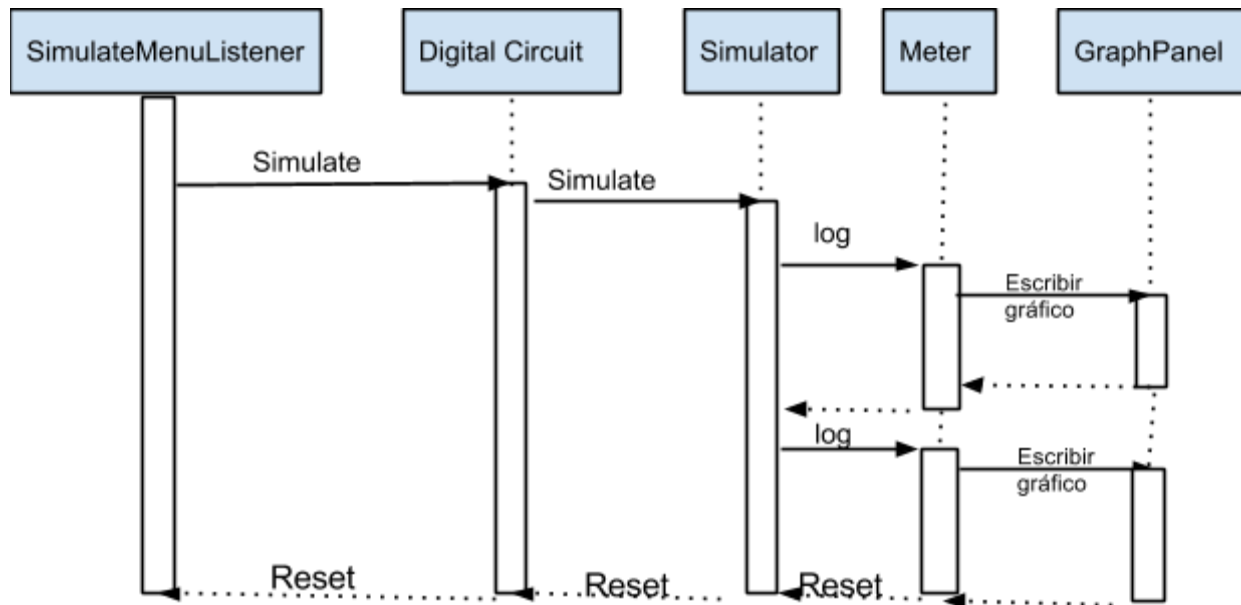 SimulateMenuListener
Digital Circuit
Simulator
Meter
GraphPanel
Simulate
Simulate
log
Escribir
gráfico
log
Escribir
gráfico
Reset
Reset
Reset